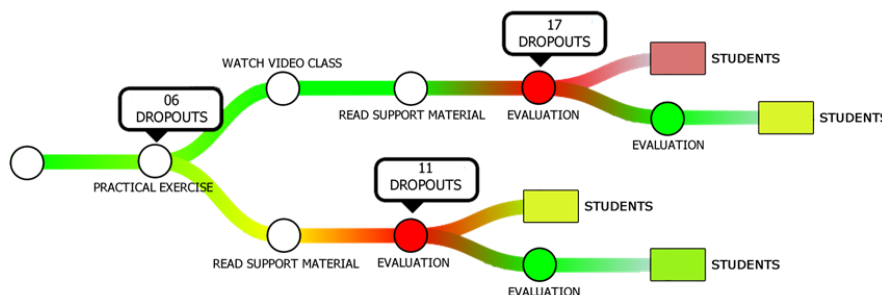 17
DROPOUTS
STUDENTS
WATCH VIDEO CLASS
06
DROPOUTS
READ SUPPORT MATERIAL
EVALUATION
STUDENTS
EVALUATION
PRACTICAL EXERCISE
11
DROPOUTS
STUDENTS
READ SUPPORT MATERIAL
EVALUATION
STUDENTS
EVALUATION